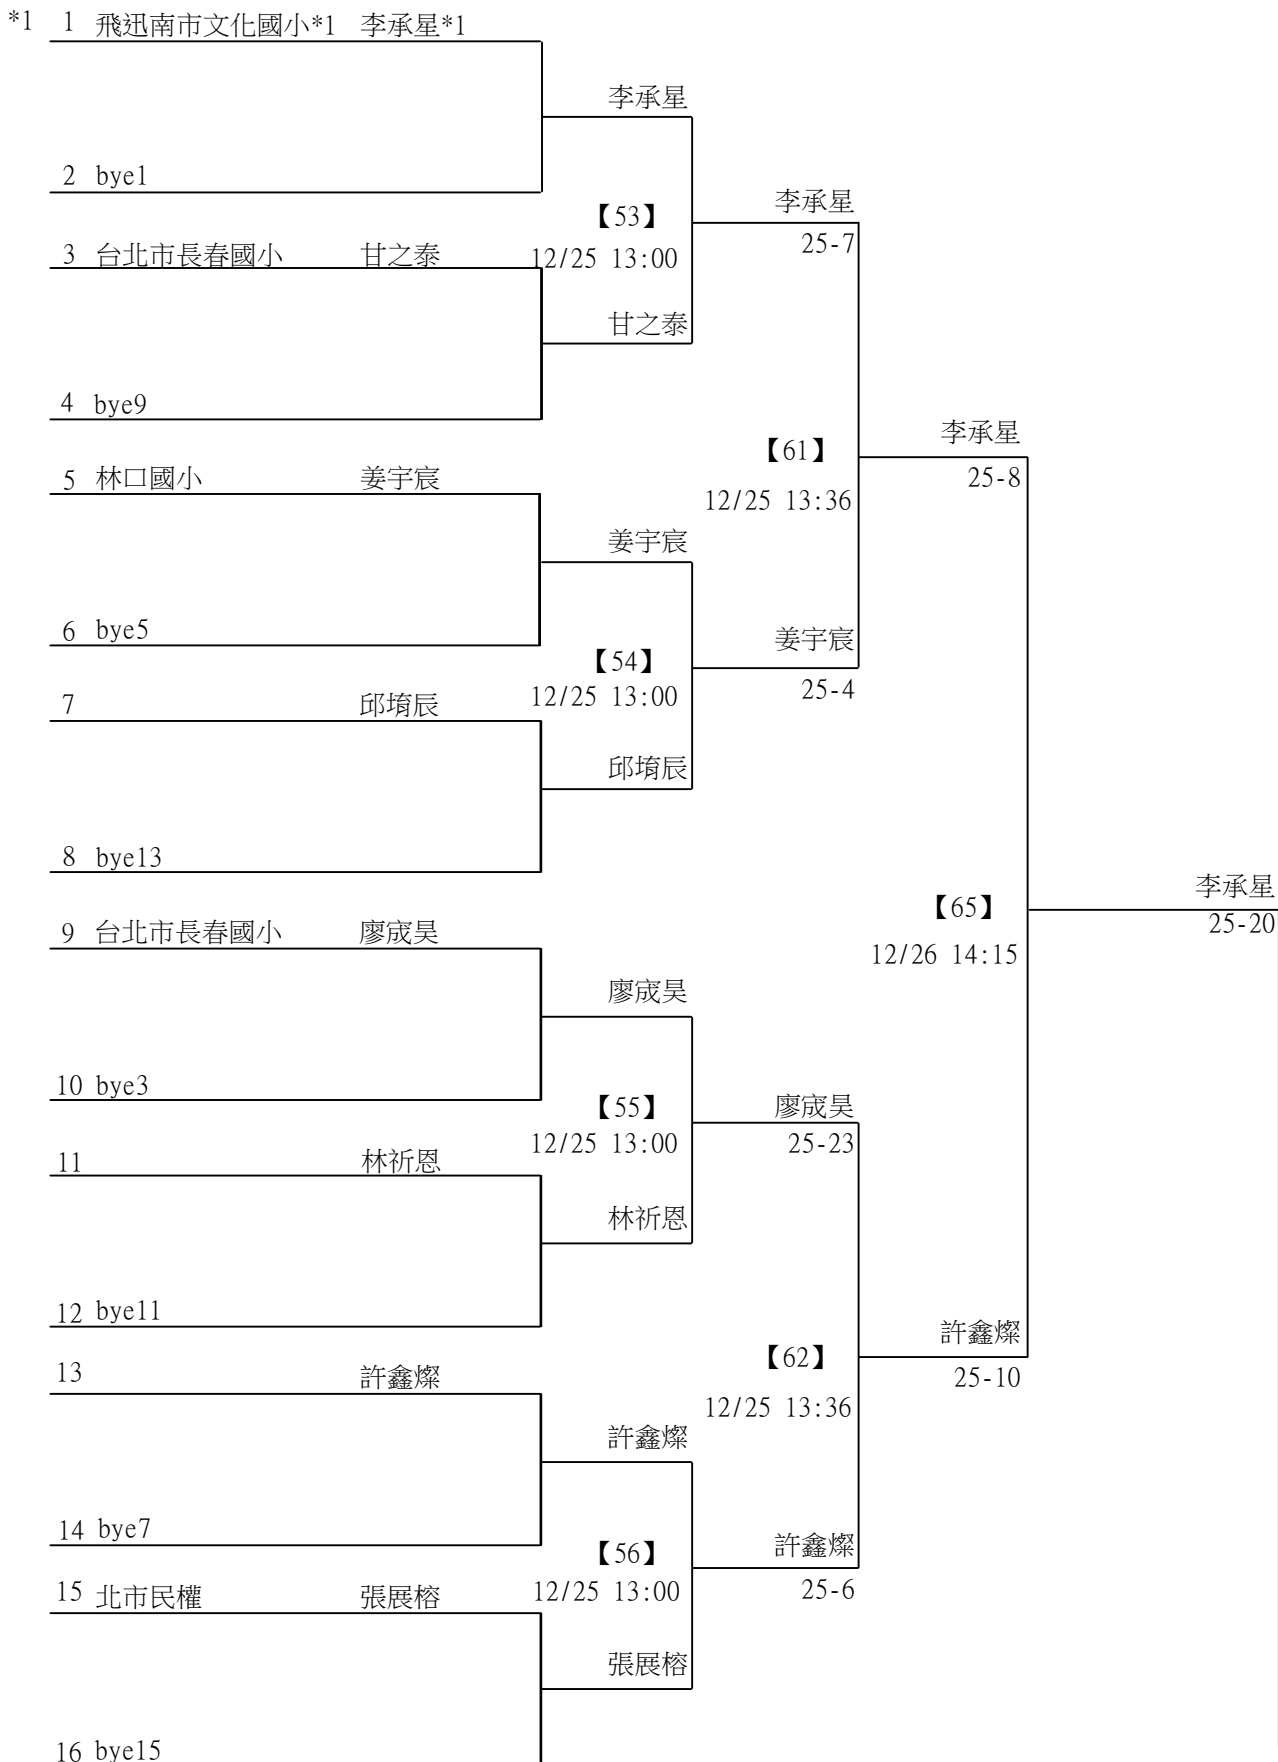 *1 1 飛迅南市文化國小*1 李承星*1
李承星
2 bye1
李承星
【53】
25-7
3 台北市長春國小 甘之泰 12/25 13:00
甘之泰
4 bye9
李承星
【61】
5 林口國小 姜宇宸 25-8
12/25 13:36
姜宇宸
6 bye5 姜宇宸
【54】
7 邱堉辰 12/25 13:00 25-4
邱堉辰
8 bye13
李承星
【65】
9 台北市長春國小 廖宬昊 25-20
12/26 14:15
廖宬昊
10 bye3 【55】 廖宬昊
12/25 13:00 25-23
11 林祈恩
林祈恩
12 bye11
許鑫燦
【62】
13 許鑫燦 25-10
12/25 13:36
許鑫燦
14 bye7
【56】 許鑫燦
15 北市民權 張展榕 12/25 13:00 25-6
張展榕
16 bye15